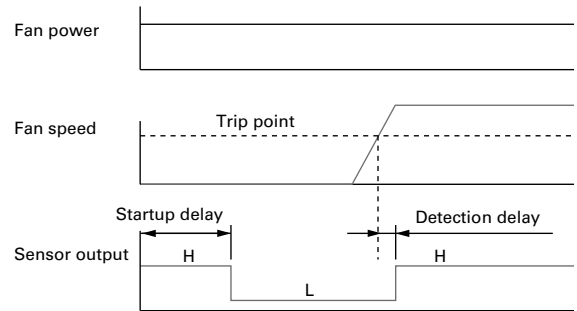 Fan power
Fan speed
Trip point
Startup delay
Detection delay
Sensor output
H
H
L